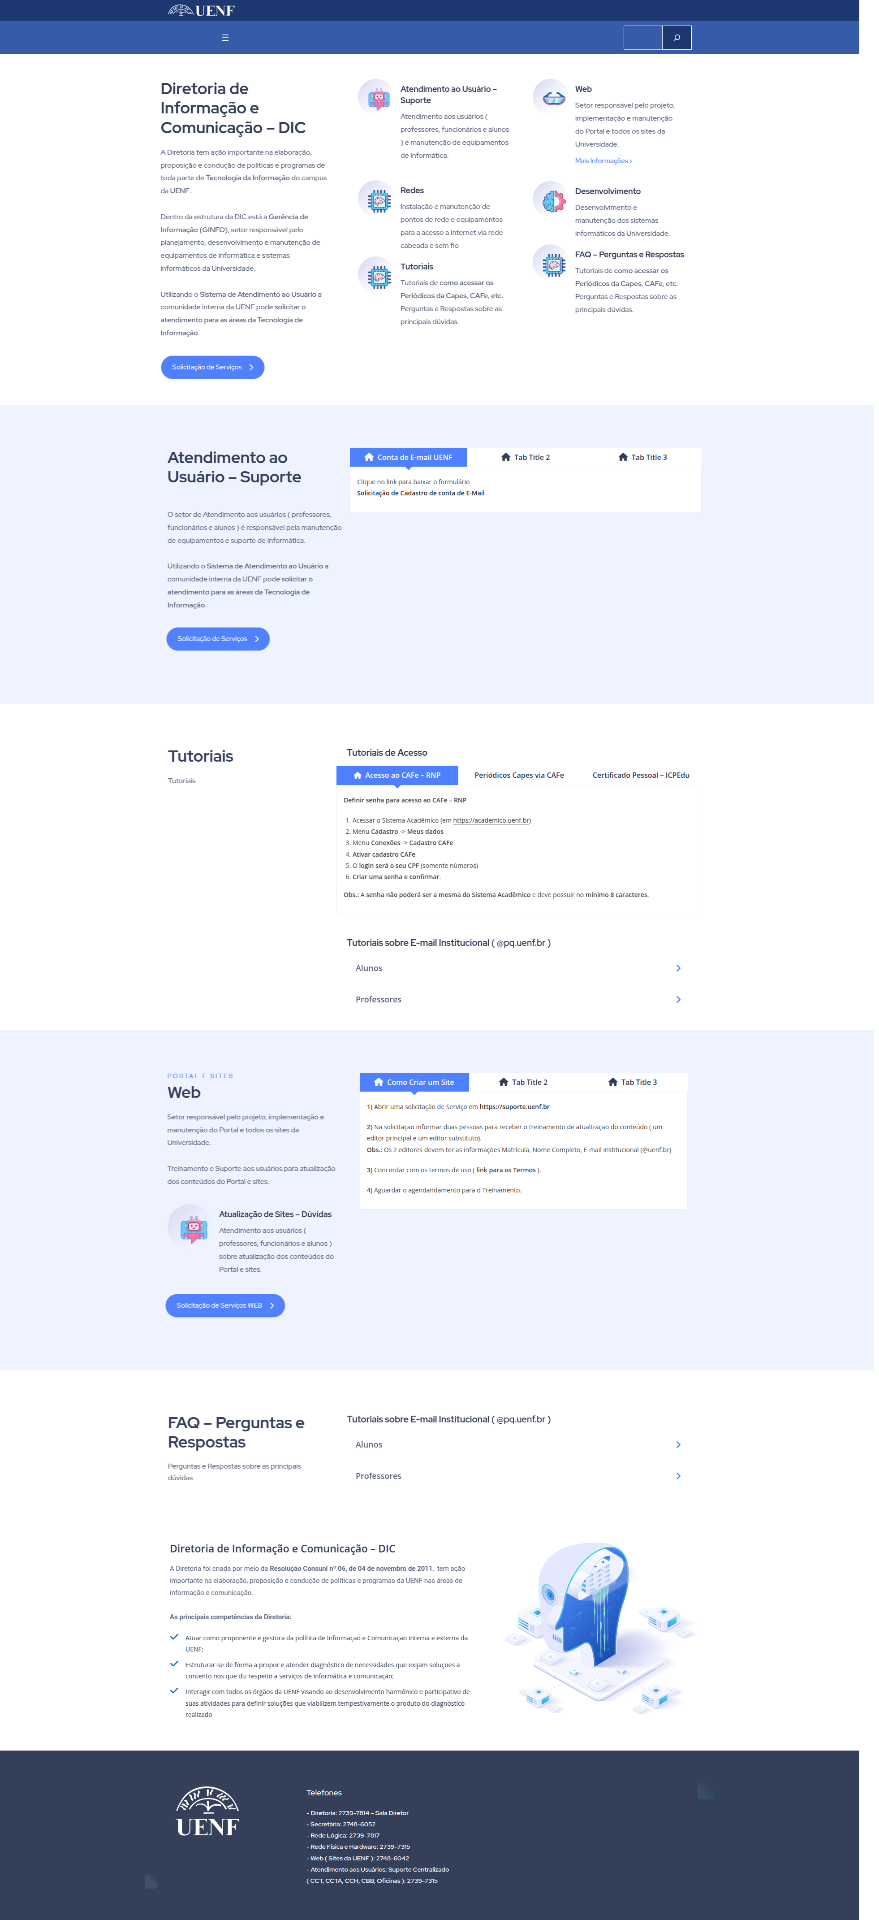 UENF
Diretoria de
Informação e
Comunicação – DIC
A Diretoria tem ação importante na elaboração,
proposição e condução de políticas e programas de
toda parte de Tecnologia da Informação do campus
da UENF.
Dentro da estrutura da DIC está a Gerência de
Informação (GINFO), setor responsável pelo
planejamento, desenvolvimento e manutenção de
equipamentos de Informática e sistemas
informáticos da Universidade.
Utilizando o Sistema de Atendimento ao Usuário a
comunidade interna da UENF pode solicitar o
atendimento para as áreas da Tecnologia de
Informação.
Solicitação de Serviços
Atendimento ao Usuário –
Suporte
Atendimento aos usuários (
professores, funcionários e alunos
) e manutenção de equipamentos
de informática.
Redes
Instalação e manutenção de
pontos de rede e equipamentos
para a acesso a Internet via rede
cabeada e sem fio
Tutoriais
Tutoriais de como acessar os
Periódicos da Capes, CAFe, etc.
Perguntas e Respostas sobre as
principais dúvidas.
Web
Setor responsável pelo projeto,
implementação e manutenção
do Portal e todos os sites da
Universidade.
Mais Informações ›
Desenvolvimento
Desenvolvimento e
manutenção dos sistemas
informáticos da Universidade.
FAQ – Perguntas e Respostas
Tutoriais de como acessar os
Periódicos da Capes, CAFe, etc.
Perguntas e Respostas sobre as
principais dúvidas.
Atendimento ao
Usuário – Suporte
O setor de Atendimento aos usuários ( professores,
funcionários e alunos ) é responsável pela manutenção
de equipamentos e suporte de Informática.
Utilizando o Sistema de Atendimento ao Usuário a
comunidade interna da UENF pode solicitar o
atendimento para as áreas da Tecnologia de
Informação.
Solicitação de Serviços
Conta de E-mail UENF
Tab Title 2
Tab Title 3
Clique no link para baixar o formulário
Solicitação de Cadastro de conta de E-Mail
Tutoriais
Tutoriais
Tutoriais de Acesso
Acesso ao CAFe – RNP
Periódicos Capes via CAFe
Certificado Pessoal – ICPEdu
Definir senha para acesso ao CAFe – RNP
1. Acessar o Sistema Acadêmico (em https://academico.uenf.br)
2. Menu Cadastro -> Meus dados
3. Menu Conexões -> Cadastro CAFe
4. Ativar cadastro CAFe
5. O login será o seu CPF (somente números)
6. Criar uma senha e confirmar.
Obs.: A senha não poderá ser a mesma do Sistema Acadêmico e deve possuir no mínimo 8 caracteres.
Tutoriais sobre E-mail Institucional ( @pq.uenf.br )
Alunos
Professores
PORTAL E SITES
Web
Setor responsável pelo projeto, implementação e
manutenção do Portal e todos os sites da
Universidade.
Treinamento e Suporte aos usuários para atualização
dos conteúdos do Portal e sites.
Atualização de Sites – Dúvidas
Atendimento aos usuários (
professores, funcionários e alunos )
sobre atualização dos conteúdos do
Portal e sites.
Solicitação de Serviços WEB
Como Criar um Site
Tab Title 2
Tab Title 3
1) Abrir uma solicitação de Serviço em https://suporte.uenf.br
2) Na solicitação informar duas pessoas para receber o treinamento de atualização do conteúdo ( um
editor principal e um editor substituto).
Obs.: Os 2 editores devem ter as informações Matrícula, Nome Completo, E-mail Institucional (@uenf.br)
3) Concordar com os termos de uso ( link para os Termos ).
4) Aguardar o agendandamento para o Treinamento.
FAQ – Perguntas e
Respostas
Perguntas e Respostas sobre as principais
dúvidas
Tutoriais sobre E-mail Institucional ( @pq.uenf.br )
Alunos
Professores
Diretoria de Informação e Comunicação – DIC
A Diretoria foi criada por meio da Resolução Consuni nº 06, de 04 de novembro de 2011, tem ação
importante na elaboração, proposição e condução de políticas e programas da UENF nas áreas de
informação e comunicação.
As principais competências da Diretoria:
Atuar como proponente e gestora da política de Informação e Comunicação interna e externa da
UENF;
Estruturar-se de forma a propor e atender diagnóstico de necessidades que exijam soluções a
contento nos que diz respeito a serviços de informática e comunicação;
Interagir com todos os órgãos da UENF visando ao desenvolvimento harmônico e participativo de
suas atividades para definir soluções que viabilizem tempestivamente o produto do diagnóstico
realizado
UENF
Telefones
- Diretoria: 2739-7814 – Sala Diretor
- Secretária: 2748-6052
- Rede Lógica: 2739-7817
- Rede Física e Hardware: 2739-7315
- Web ( Sites da UENF ): 2748-6042
- Atendimento aos Usuários: Suporte Centralizado
( CCT, CCTA, CCH, CBB, Oficinas ): 2739-7315